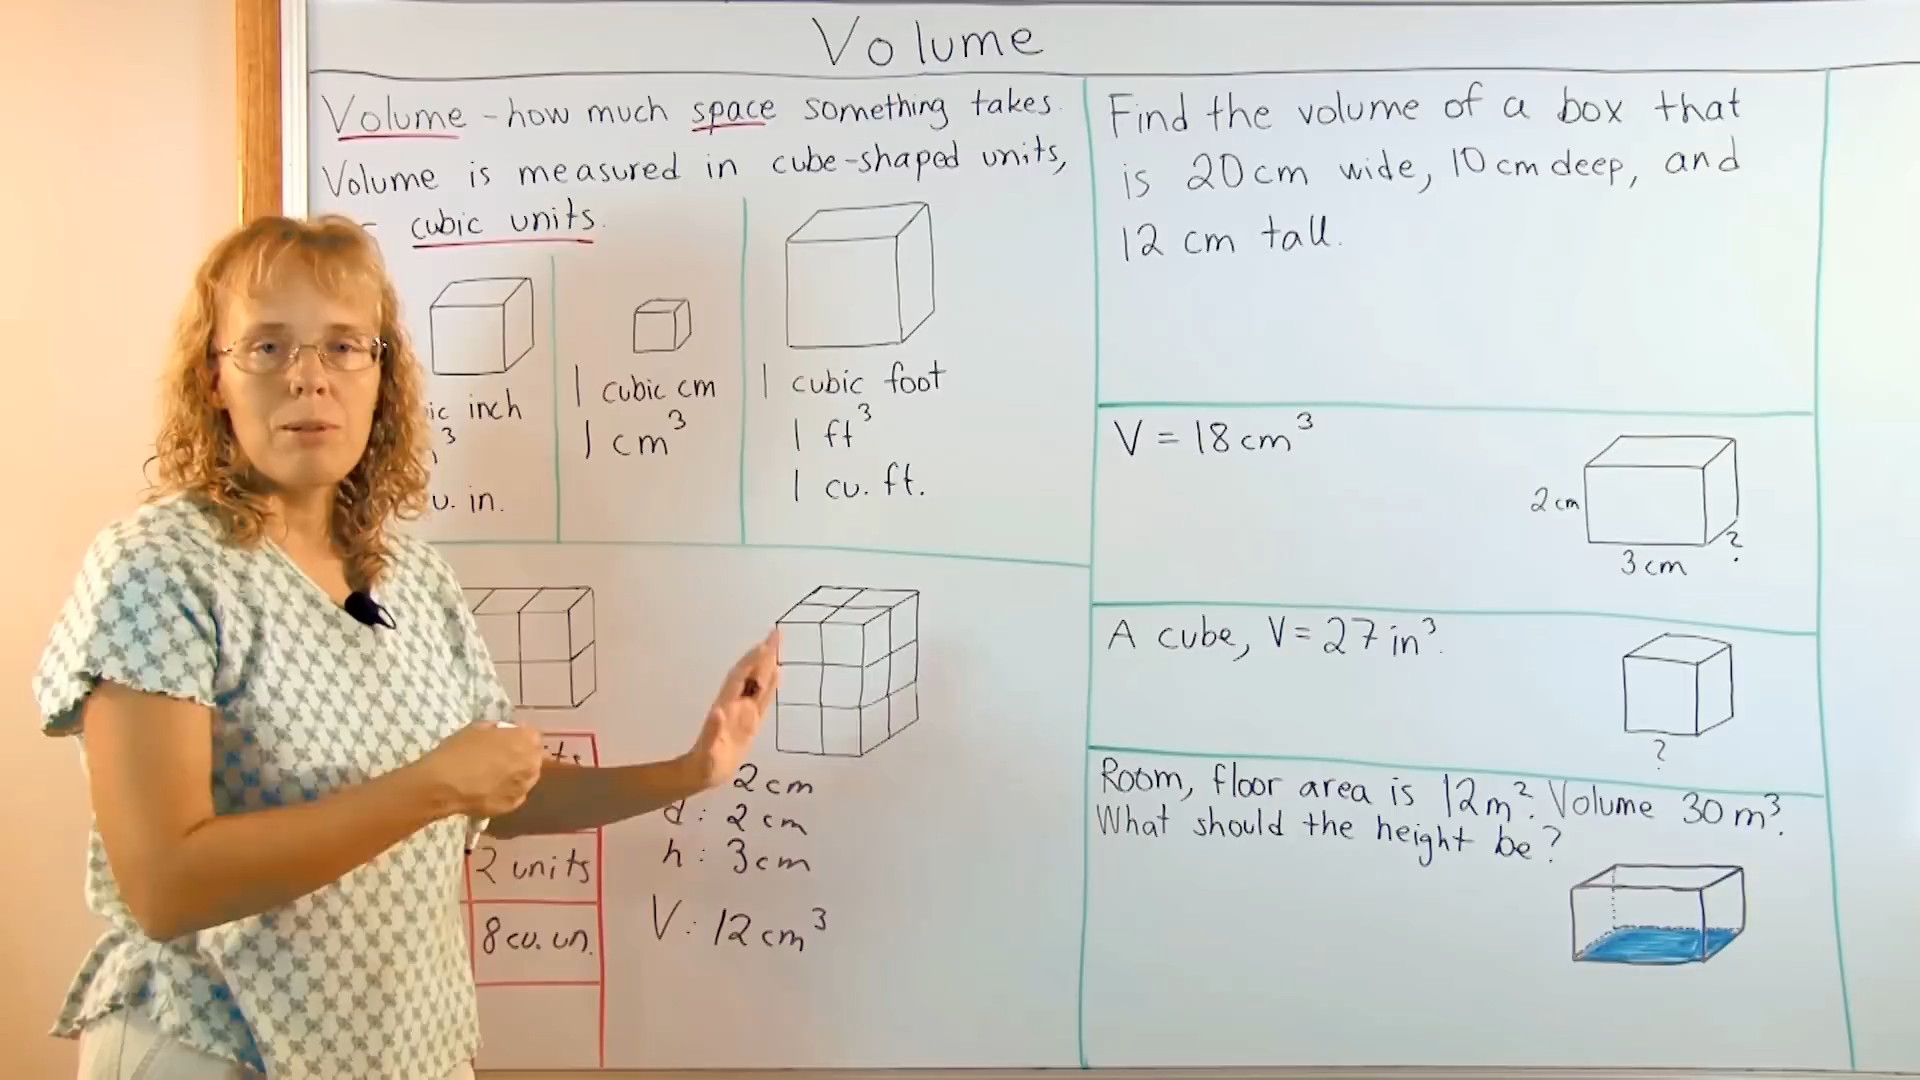 Volume
Volume - how much space something takes.
Volume is measured in cube-shaped units,
cubic units.
inch
3
in.
1 cubic cm
1 cm³
1 cubic foot
1 ft³
1 cu. ft.
2 units
8 cu. un.
2 cm
d: 2 cm
h: 3 cm
V: 12 cm³
Find the volume of a box that
is 20 cm wide, 10 cm deep, and
12 cm tall.
V = 18 cm³
2 cm
3 cm
?
A cube, V = 27 in³.
?
Room, floor area is 12 m². Volume 30 m³.
What should the height be?